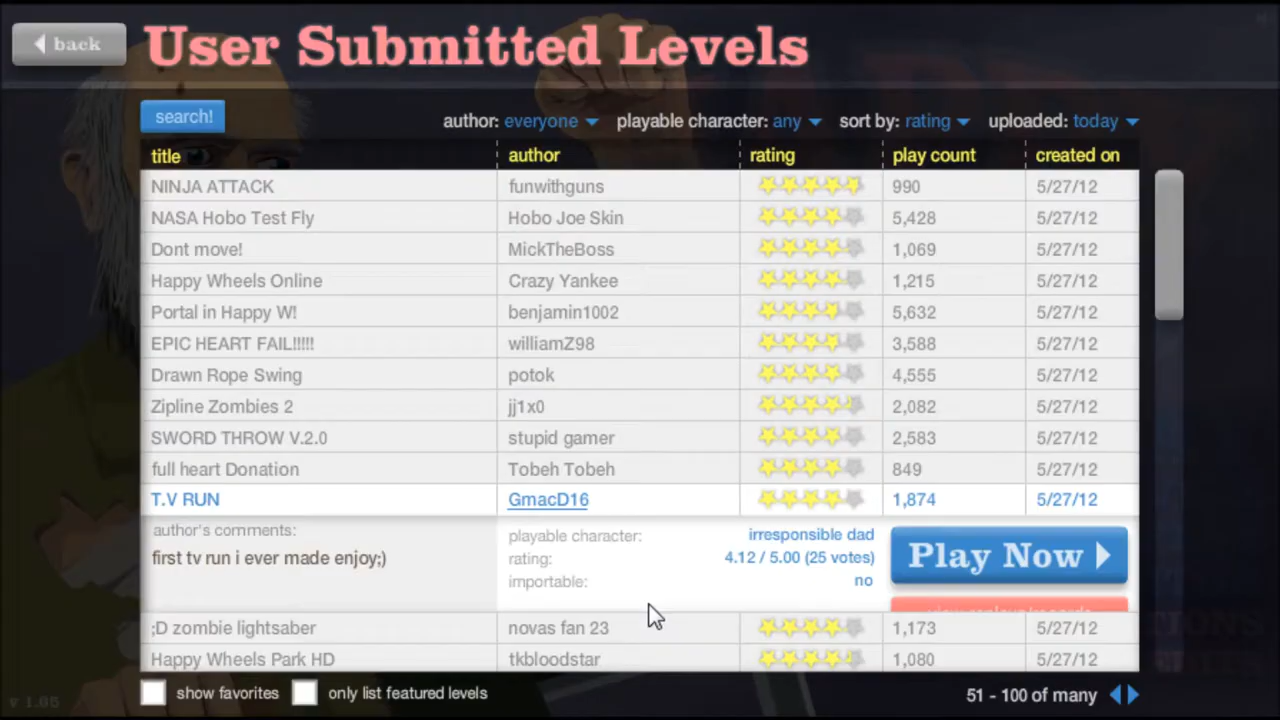 back
User Submitted Levels
search!
author: everyone playable character: any sort by: rating uploaded: today
title author rating play count created on
NINJA ATTACK funwithguns 990 5/27/12
NASA Hobo Test Fly Hobo Joe Skin 5,428 5/27/12
Dont move! MickTheBoss 1,069 5/27/12
Happy Wheels Online Crazy Yankee 1,215 5/27/12
Portal in Happy W! benjamin1002 5,632 5/27/12
EPIC HEART FAIL!!!!! williamZ98 3,588 5/27/12
Drawn Rope Swing potok 4,555 5/27/12
Zipline Zombies 2 jj1x0 2,082 5/27/12
SWORD THROW V.2.0 stupid gamer 2,583 5/27/12
full heart Donation Tobeh Tobeh 849 5/27/12
T.V RUN GmacD16 1,874 5/27/12
author's comments:
first tv run i ever made enjoy;)
playable character: irresponsible dad
rating: 4.12 / 5.00 (25 votes)
importable: no
Play Now
;D zombie lightsaber novas fan 23 1,173 5/27/12
Happy Wheels Park HD tkbloodstar 1,080 5/27/12
show favorites only list featured levels 51 - 100 of many
v 1.05